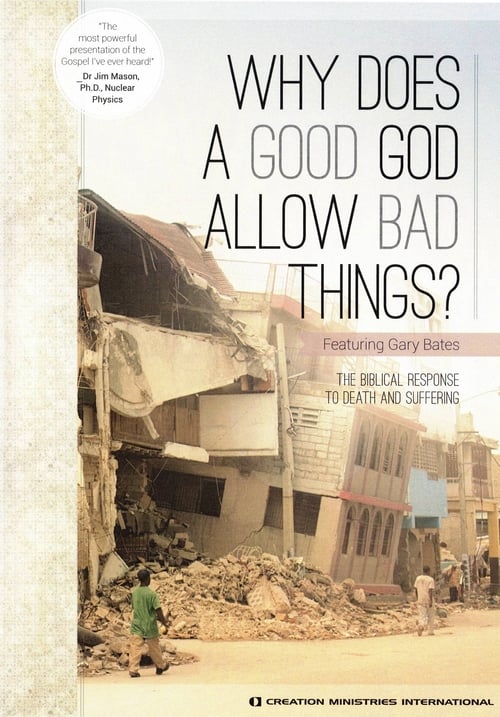 "The
most powerful
presentation of the
Gospel I've ever heard!"
_Dr Jim Mason,
Ph.D., Nuclear
Physics
WHY DOES
A GOOD GOD
ALLOW BAD
THINGS?
Featuring Gary Bates
THE BIBLICAL RESPONSE
TO DEATH AND SUFFERING
CREATION MINISTRIES INTERNATIONAL